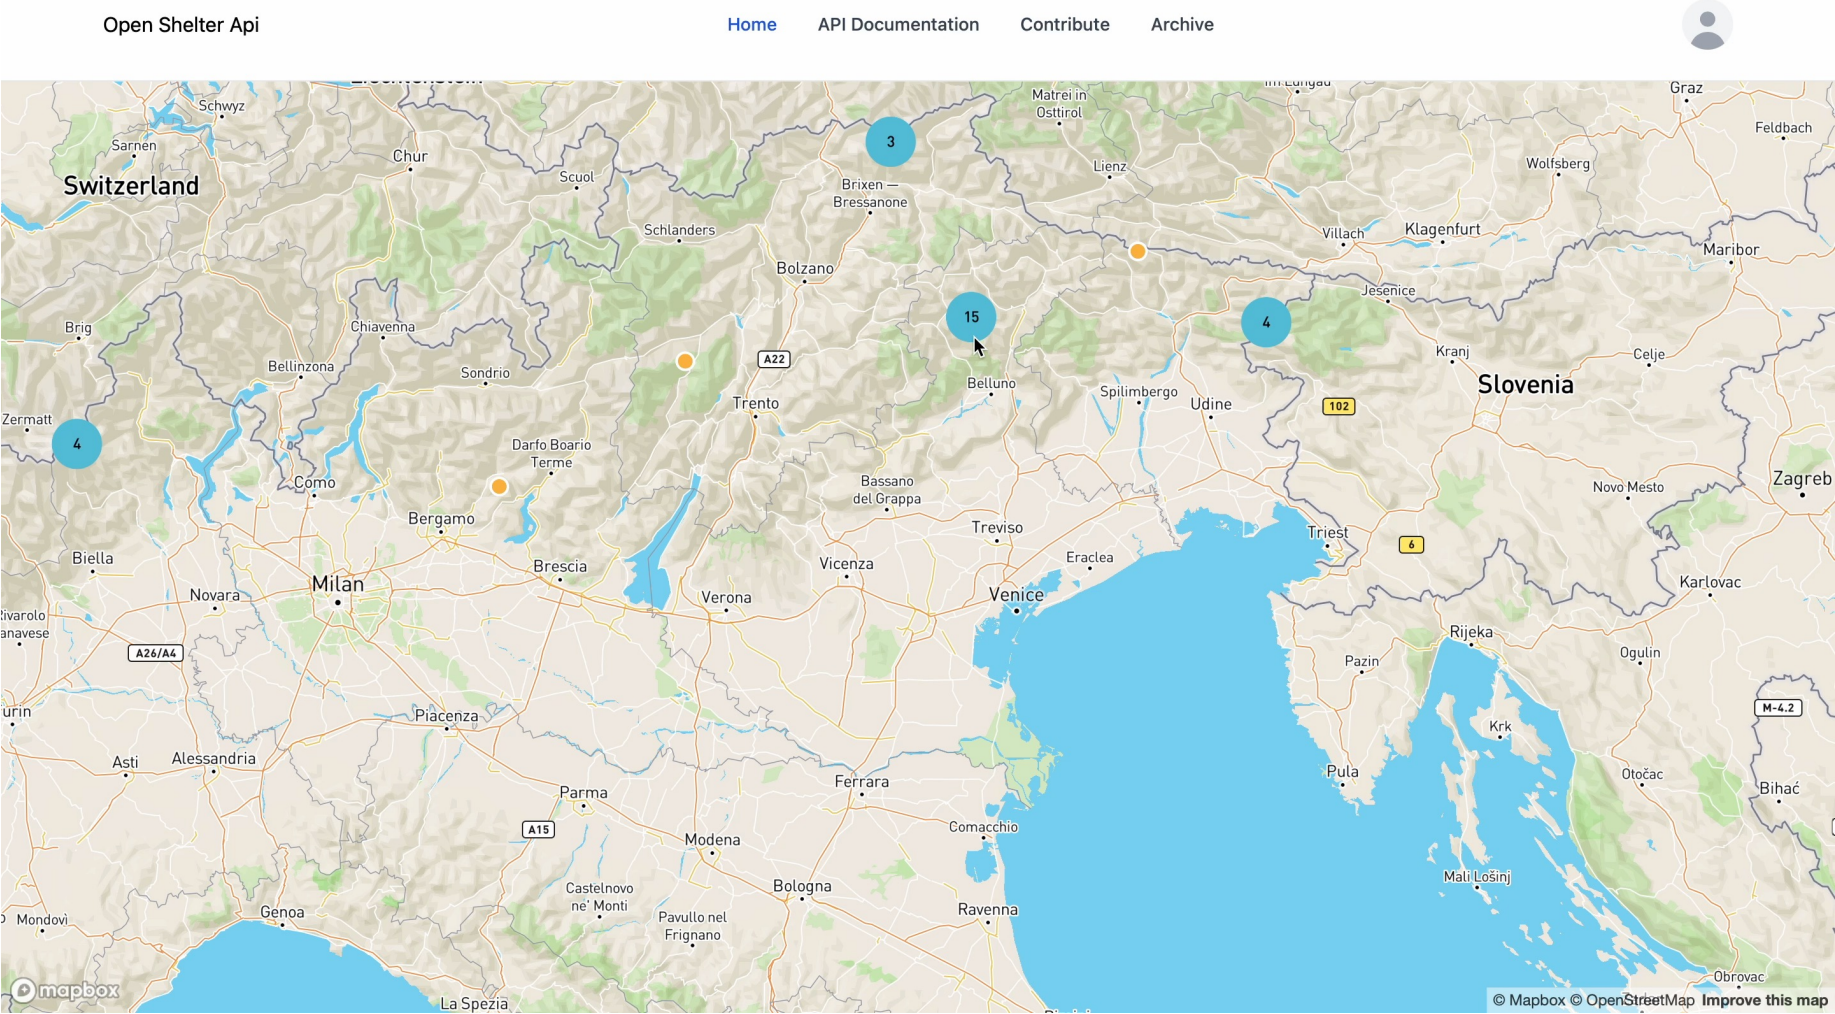 Open Shelter Api
Home
API Documentation
Contribute
Archive
Schwyz
Sarnen
Switzerland
Chur
Scuol
3
Brixen —
Bressanone
Schlanders
Bolzano
Matrei in
Osttirol
Lienz
Graz
Feldbach
Wolfsberg
Villach
Klagenfurt
Maribor
Jesenice
Brig
Chiavenna
Bellinzona
Sondrio
A22
15
4
Kranj
Celje
Slovenia
Zermatt
4
Trento
Belluno
Spilimbergo
Udine
102
Darfo Boario
Terme
Como
Bergamo
Bassano
del Grappa
Treviso
Eraclea
Triest
6
Novo Mesto
Zagreb
Biella
Novara
Milan
Brescia
Verona
Vicenza
Venice
Karlovac
A26/A4
Rijeka
Pazin
Ogulin
Krk
M-4.2
Piacenza
Asti
Alessandria
Parma
Ferrara
Pula
Otočac
Bihać
A15
Modena
Comacchio
Mali Lošinj
Castelnovo
ne' Monti
Bologna
Pavullo nel
Frignano
Ravenna
Mondovì
Genoa
La Spezia
Obrovac
mapbox
© Mapbox © OpenStreetMap Improve this map